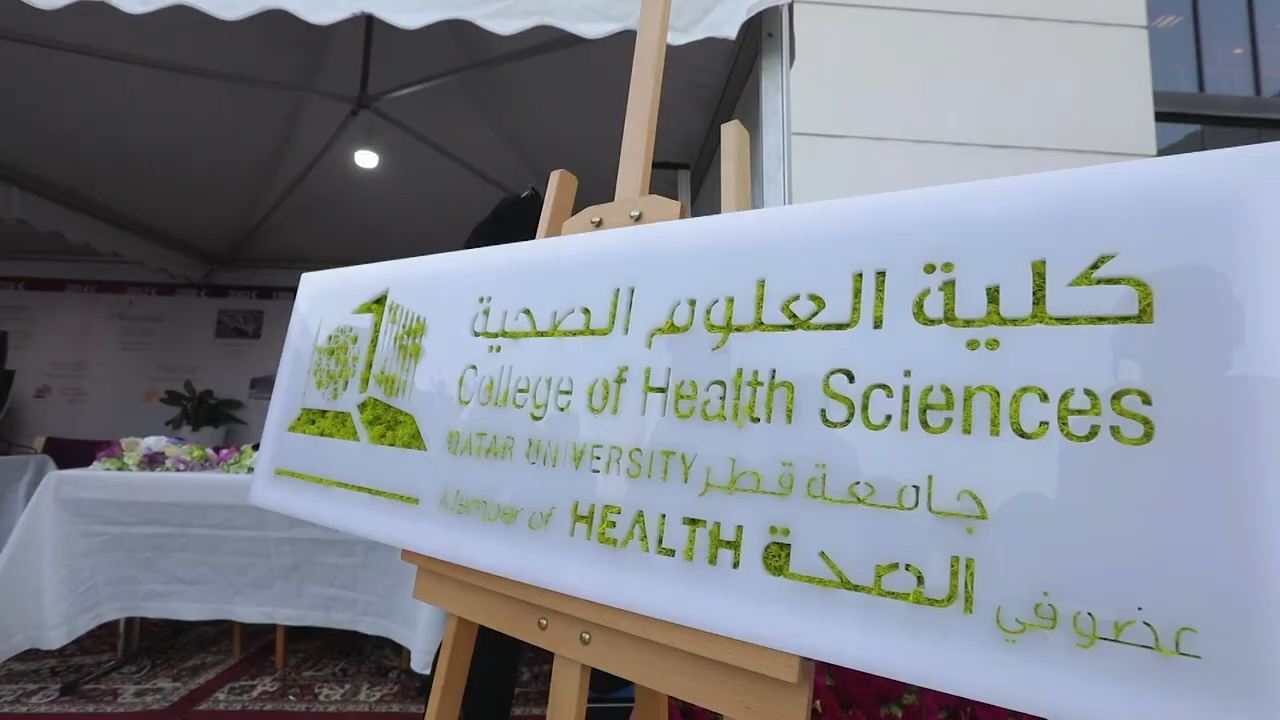 كلية العلوم الصحية
College of Health Sciences
QATAR UNIVERSITY جامعة قطر
A Member of HEALTH الصحة عضو في